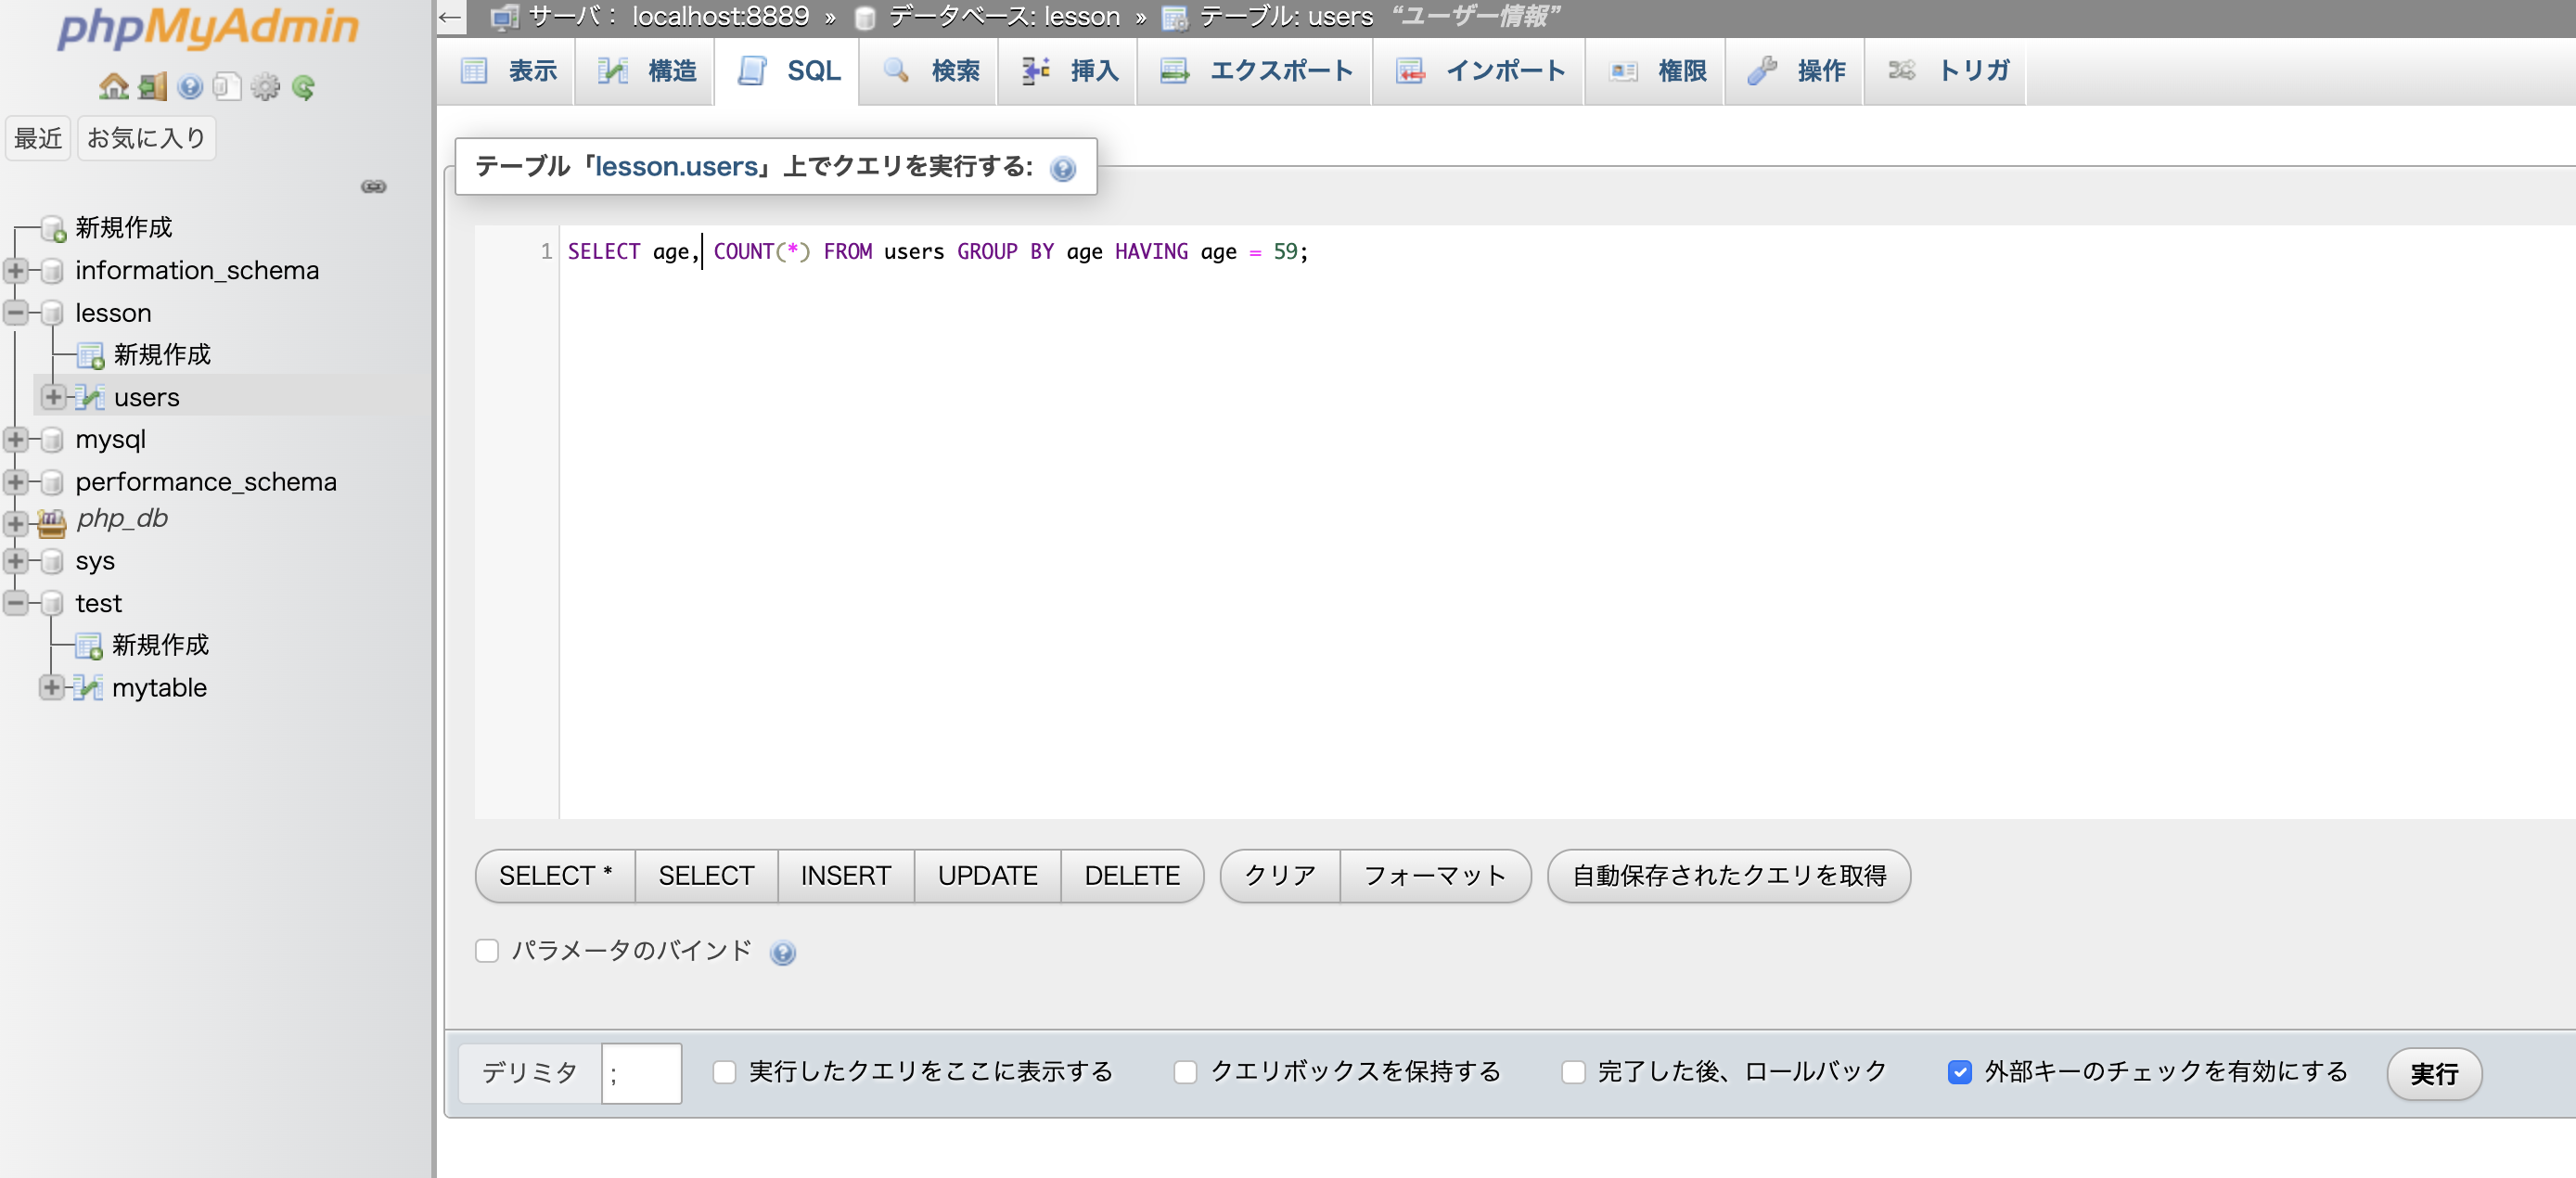 phpMyAdmin
最近 お気に入り
新規作成
information_schema
lesson
新規作成
users
mysql
performance_schema
php_db
sys
test
新規作成
mytable
サーバ： localhost:8889 » データベース: lesson » テーブル: users “ユーザー情報”
表示 構造 SQL 検索 挿入 エクスポート インポート 権限 操作 トリガ
テーブル「lesson.users」上でクエリを実行する:
1 SELECT age, COUNT(*) FROM users GROUP BY age HAVING age = 59;
SELECT * SELECT INSERT UPDATE DELETE クリア フォーマット 自動保存されたクエリを取得
パラメータのバインド
デリミタ ; 実行したクエリをここに表示する クエリボックスを保持する 完了した後、ロールバック 外部キーのチェックを有効にする 実行